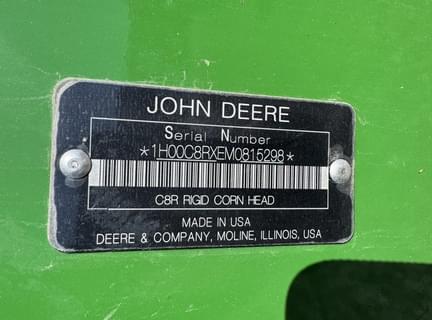 JOHN DEERE
Serial Number
*1H00C8RXEM0815298*
C8R RIGID CORN HEAD
MADE IN USA
DEERE & COMPANY, MOLINE, ILLINOIS, USA